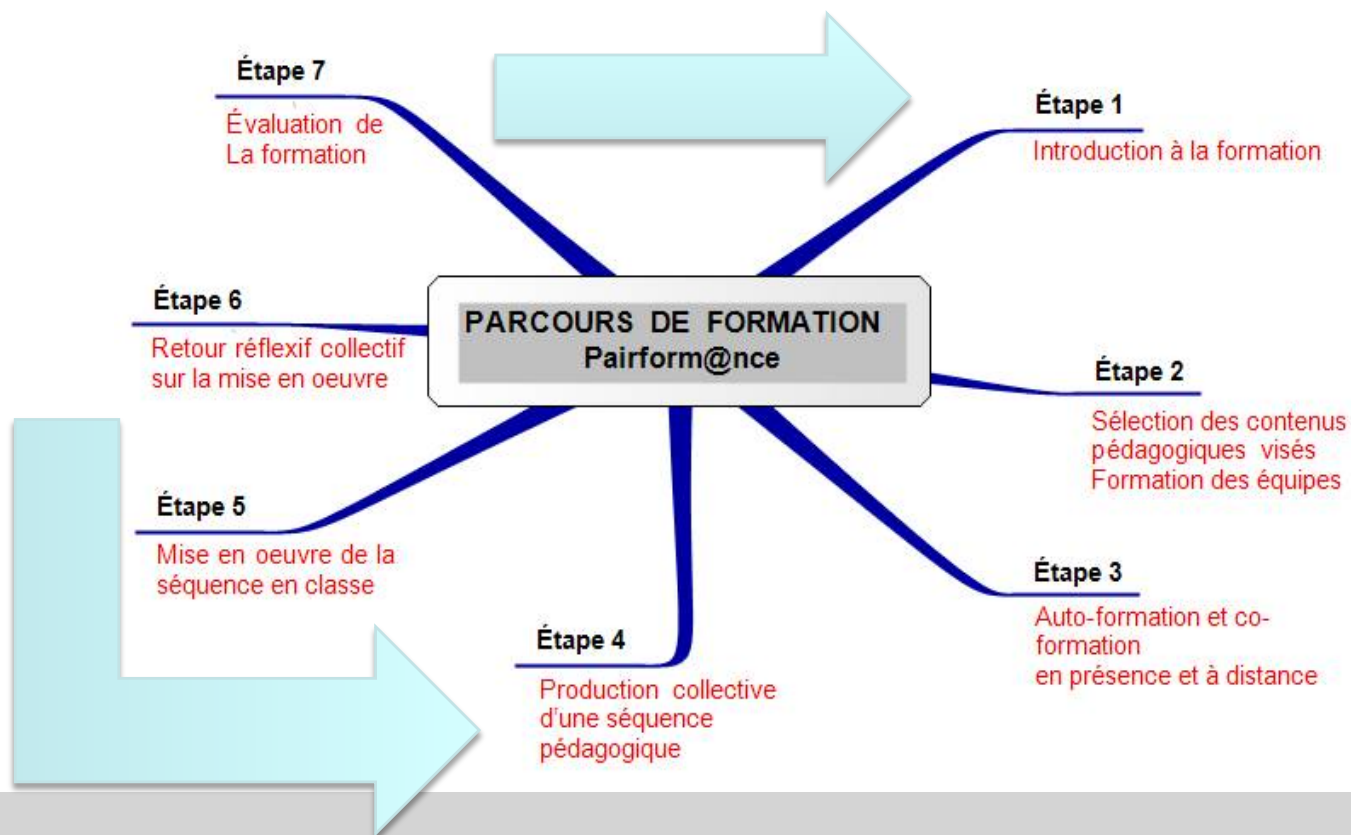 PARCOURS DE FORMATION
Pairform@nce
Étape 1
Introduction à la formation
Étape 2
Sélection des contenus
pédagogiques visés
Formation des équipes
Étape 3
Auto-formation et co-
formation
en présence et à distance
Étape 4
Production collective
d'une séquence
pédagogique
Étape 5
Mise en oeuvre de la
séquence en classe
Étape 6
Retour réflexif collectif
sur la mise en oeuvre
Étape 7
Évaluation de
La formation